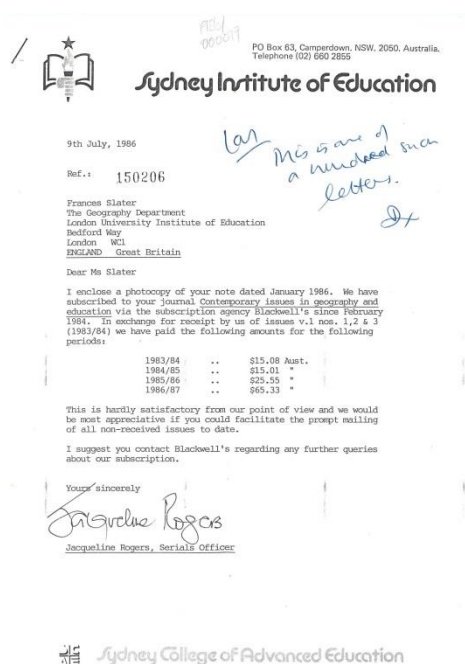 PO Box 63, Camperdown, NSW, 2050, Australia.
Telephone (02) 660 2855
Sydney Institute of Education
9th July, 1986
Ian
This is one of
a hundred such
letters.
Ref.: 150206
Frances Slater
The Geography Department
London University Institute of Education
Bedford Way
London WC1
ENGLAND Great Britain
Dear Ms Slater
I enclose a photocopy of your note dated January 1986. We have
subscribed to your journal Contemporary issues in geography and
education via the subscription agency Blackwell's since February
1984. In exchange for receipt by us of issues v.1 nos. 1,2 & 3
(1983/84) we have paid the following amounts for the following
periods:
1983/84 .. $15.08 Aust.
1984/85 .. $15.01 "
1985/86 .. $25.55 "
1986/87 .. $65.33 "
This is hardly satisfactory from our point of view and we would
be most appreciative if you could facilitate the prompt mailing
of all non-received issues to date.
I suggest you contact Blackwell's regarding any further queries
about our subscription.
Yours sincerely
Jacqueline Rogers
Jacqueline Rogers, Serials Officer
Sydney College of Advanced Education